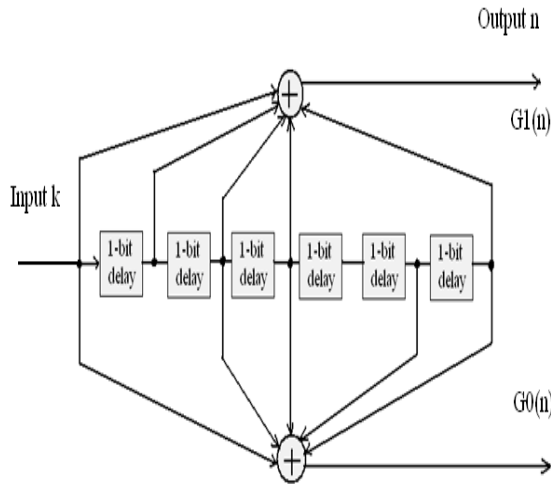 Output n
G1(n)
Input k
1-bit
delay
1-bit
delay
1-bit
delay
1-bit
delay
1-bit
delay
1-bit
delay
G0(n)